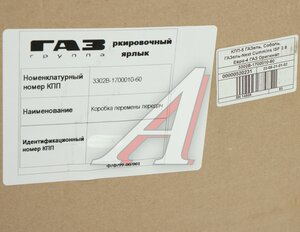 ГАЗ
группа
ркировочный
ярлык
Номенклатурный
номер КПП
3302В-1700010-60
Наименование
Коробка перемены передач
Идентификационный
номер КПП
КПП-5 ГАЗель, Соболь,
ГАЗель-Next Cummins ISF 2.8
Евро-4 ГАЗ Оригинал
3302В-1700010-60
00000530231